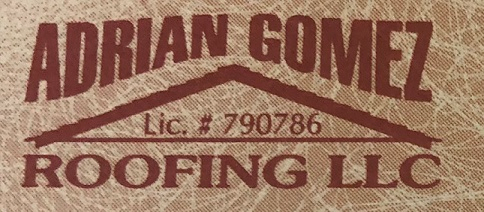 ADRIAN GOMEZ
Lic. # 790786
ROOFING LLC